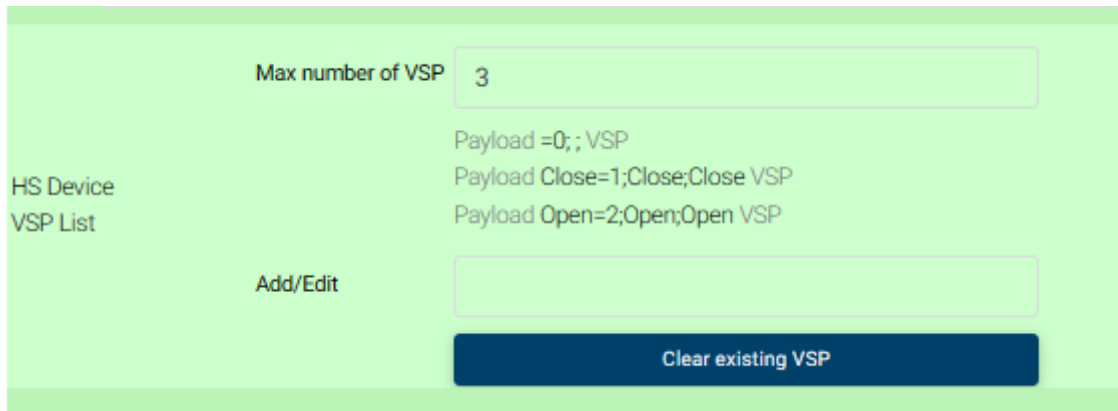 Max number of VSP 3
Payload =0; ; VSP
Payload Close=1;Close;Close VSP
Payload Open=2;Open;Open VSP
HS Device
VSP List
Add/Edit
Clear existing VSP